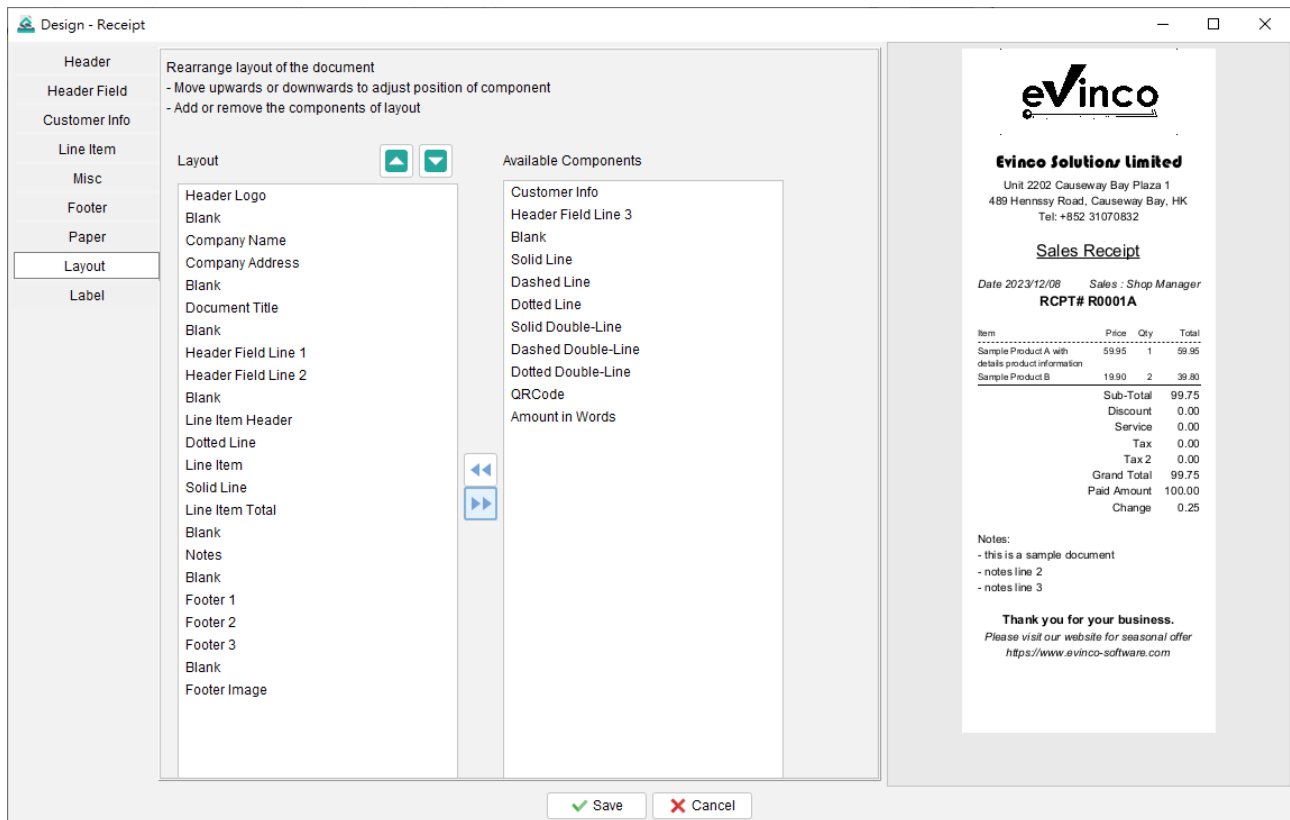 Design - Receipt
Header
Header Field
Customer Info
Line Item
Misc
Footer
Paper
Layout
Label
Rearrange layout of the document
- Move upwards or downwards to adjust position of component
- Add or remove the components of layout
Layout
Header Logo
Blank
Company Name
Company Address
Blank
Document Title
Blank
Header Field Line 1
Header Field Line 2
Blank
Line Item Header
Dotted Line
Line Item
Solid Line
Line Item Total
Blank
Notes
Blank
Footer 1
Footer 2
Footer 3
Blank
Footer Image
Available Components
Customer Info
Header Field Line 3
Blank
Solid Line
Dashed Line
Dotted Line
Solid Double-Line
Dashed Double-Line
Dotted Double-Line
QRCode
Amount in Words
evinco
Evinco Solutions Limited
Unit 2202 Causeway Bay Plaza 1
489 Hennssy Road, Causeway Bay, HK
Tel: +852 31070832
Sales Receipt
Date 2023/12/08 Sales : Shop Manager
RCPT# R0001A
Item Price Qty Total
Sample Product A with 59.95 1 59.95
details product information
Sample Product B 19.90 2 39.80
Sub-Total 99.75
Discount 0.00
Service 0.00
Tax 0.00
Tax 2 0.00
Grand Total 99.75
Paid Amount 100.00
Change 0.25
Notes:
- this is a sample document
- notes line 2
- notes line 3
Thank you for your business.
Please visit our website for seasonal offer
https://www.evinco-software.com
Save
Cancel